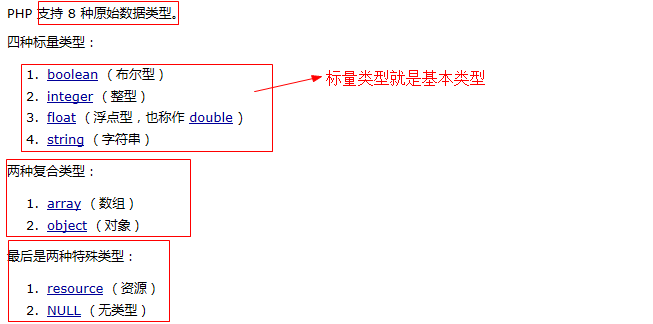 PHP 支持 8 种原始数据类型。
四种标量类型：
1. boolean（布尔型）
2. integer（整型）
3. float（浮点型，也称作 double）
4. string（字符串）
标量类型就是基本类型
两种复合类型：
1. array（数组）
2. object（对象）
最后是两种特殊类型：
1. resource（资源）
2. NULL（无类型）